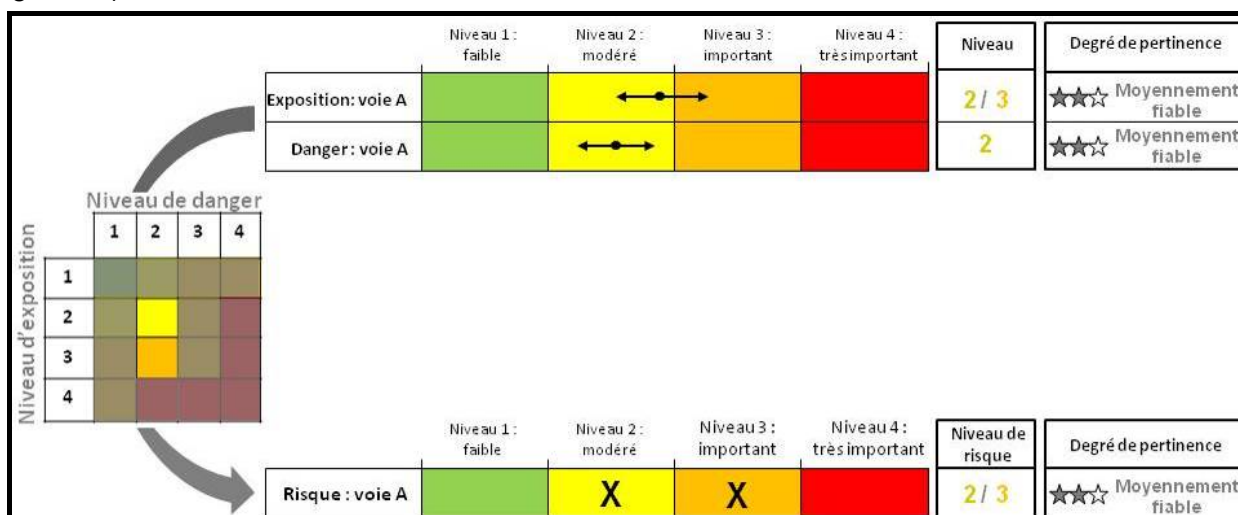 Niveau 1 : faible
Niveau 2 : modéré
Niveau 3 : important
Niveau 4 : très important
Niveau
Degré de pertinence
Exposition: voie A
2 / 3
Moyennement fiable
Danger : voie A
2
Moyennement fiable
Niveau de danger
1 2 3 4
Niveau d'exposition
1
2
3
4
Niveau 1 : faible
Niveau 2 : modéré
Niveau 3 : important
Niveau 4 : très important
Niveau de risque
Degré de pertinence
Risque : voie A
X
X
2 / 3
Moyennement fiable